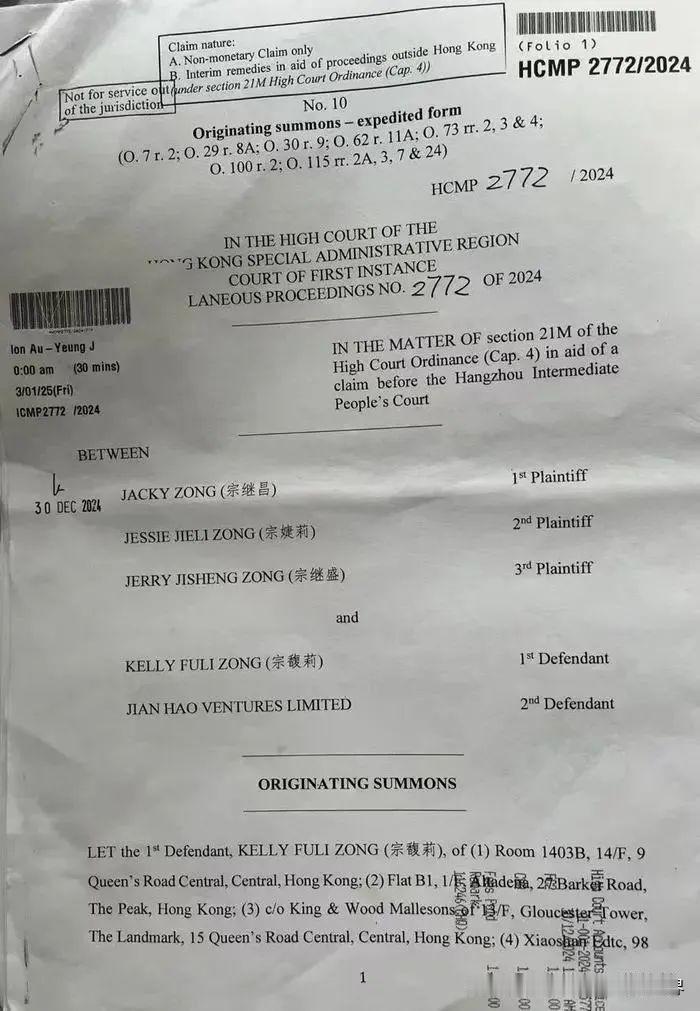 Claim nature:
A. Non-monetary Claim only
B. Interim remedies in aid of proceedings outside Hong Kong
(under section 21M High Court Ordinance (Cap. 4))
Not for service out
of the jurisdiction
(Folio 1)
HCMP 2772/2024
No. 10
Originating summons – expedited form
(O. 7 r. 2; O. 29 r. 8A; O. 30 r. 9; O. 62 r. 11A; O. 73 rr. 2, 3 & 4;
O. 100 r. 2; O. 115 rr. 2A, 3, 7 & 24)
HCMP 2772 / 2024
IN THE HIGH COURT OF THE
G KONG SPECIAL ADMINISTRATIVE REGION
COURT OF FIRST INSTANCE
LANEOUS PROCEEDINGS NO. 2772 OF 2024
lon Au-Yeung J
0:00 am (30 mins)
3/01/25(Fri)
ICMP2772 /2024
IN THE MATTER OF section 21M of the
High Court Ordinance (Cap. 4) in aid of a
claim before the Hangzhou Intermediate
People's Court
BETWEEN
30 DEC 2024
JACKY ZONG (宗继昌) 1st Plaintiff
JESSIE JIELI ZONG (宗婕莉) 2nd Plaintiff
JERRY JISHENG ZONG (宗继盛) 3rd Plaintiff
and
KELLY FULI ZONG (宗馥莉) 1st Defendant
JIAN HAO VENTURES LIMITED 2nd Defendant
ORIGINATING SUMMONS
LET the 1st Defendant, KELLY FULI ZONG (宗馥莉), of (1) Room 1403B, 14/F, 9
Queen's Road Central, Central, Hong Kong; (2) Flat B1, 1/F, Altadena, 27 Barker Road,
The Peak, Hong Kong; (3) c/o King & Wood Mallesons of 13/F, Gloucester Tower,
The Landmark, 15 Queen's Road Central, Central, Hong Kong; (4) Xiaoshan Edtc, 98
High Court Accounts
1